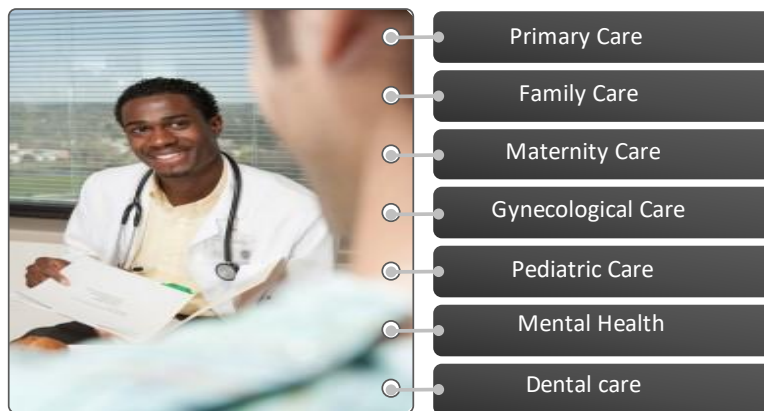 Primary Care
Family Care
Maternity Care
Gynecological Care
Pediatric Care
Mental Health
Dental care